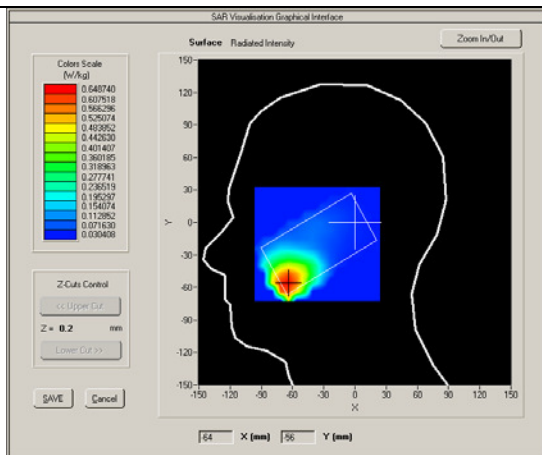 SAR Visualisation Graphical Interface
Surface Radiated Intensity
Zoom In/Out
Colors Scale
(W/kg)
0.648740
0.607518
0.566296
0.525074
0.483852
0.442630
0.401407
0.360185
0.318963
0.277741
0.236519
0.195297
0.154074
0.112852
0.071630
0.030408
Z-Cuts Control
<< Upper Cut
Z = 0.2 mm
Lower Cut >>
SAVE Cancel
150
120
90
60
30
0
-30
-60
-90
-120
-150
Y
-150 -120 -90 -60 -30 0 30 60 90 120 150
X
-64 X (mm) -56 Y (mm)